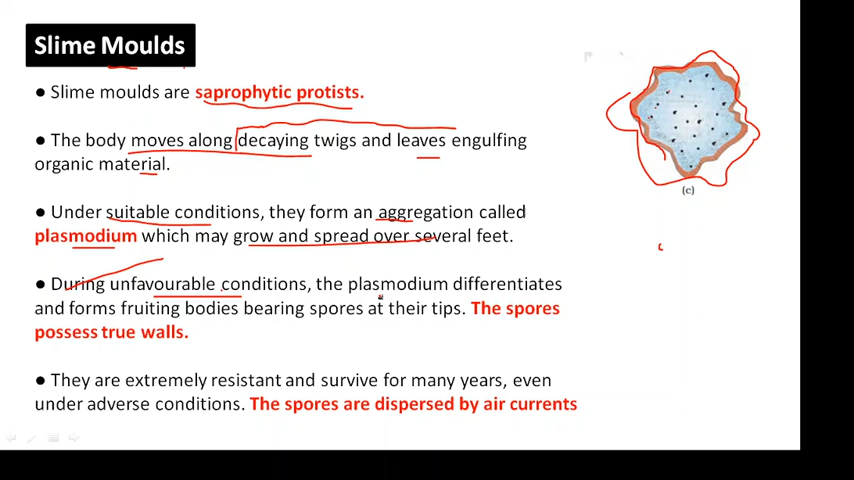 Slime Moulds
● Slime moulds are saprophytic protists.
● The body moves along decaying twigs and leaves engulfing
organic material.
● Under suitable conditions, they form an aggregation called
plasmodium which may grow and spread over several feet.
● During unfavourable conditions, the plasmodium differentiates
and forms fruiting bodies bearing spores at their tips. The spores
possess true walls.
● They are extremely resistant and survive for many years, even
under adverse conditions. The spores are dispersed by air currents
(c)